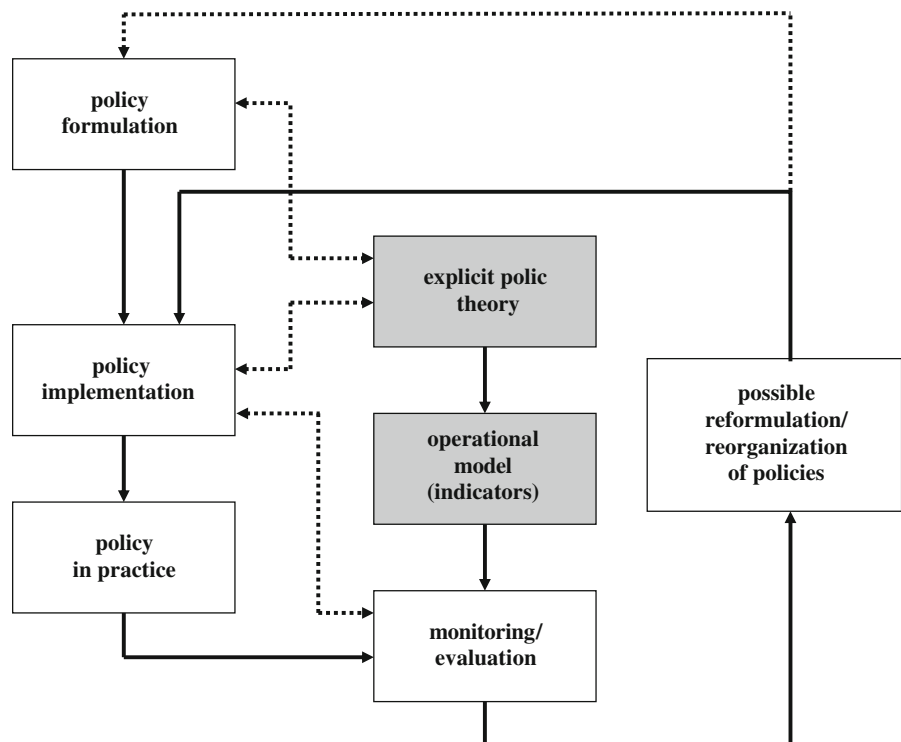 policy
formulation
explicit polic
theory
policy
implementation
possible
reformulation/
reorganization
of policies
operational
model
(indicators)
policy
in practice
monitoring/
evaluation